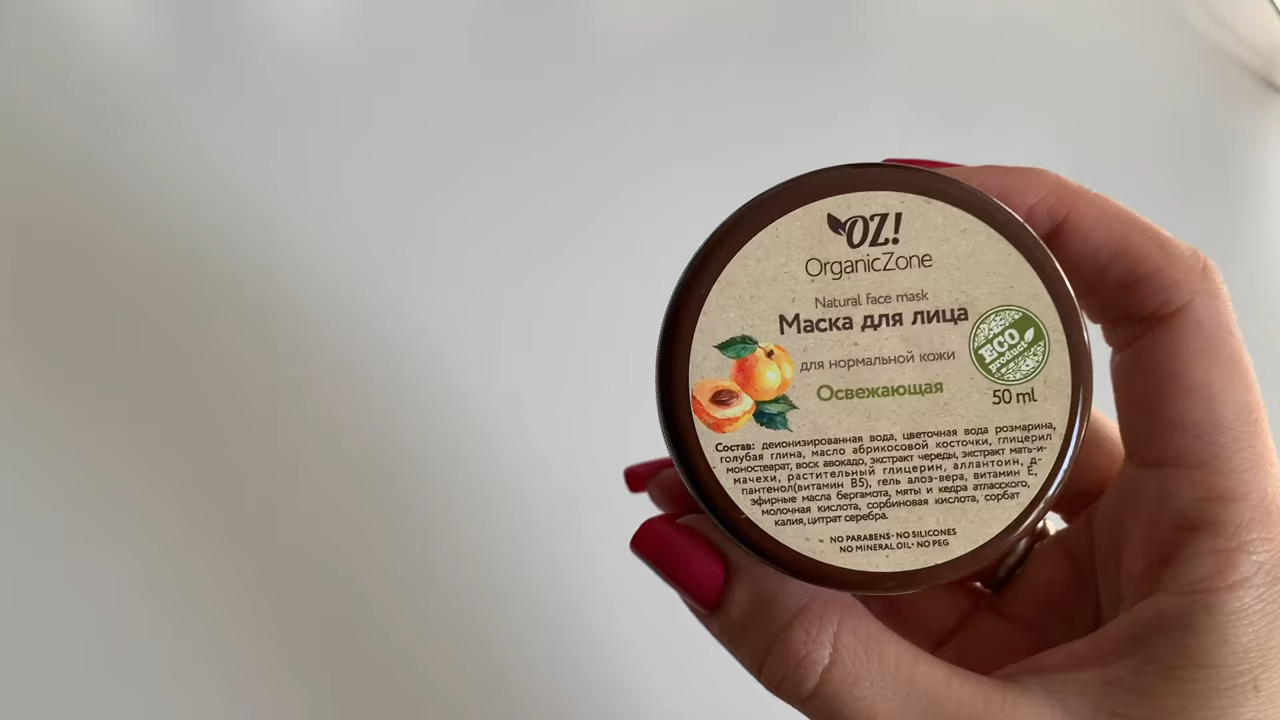 OZ!
OrganicZone
Natural face mask
Маска для лица
для нормальной кожи
Освежающая
ECO
product
50 ml
Состав: деионизированная вода, цветочная вода розмарина,
голубая глина, масло абрикосовой косточки, глицерил
моностеарат, воск авокадо, экстракт череды, экстракт мать-и-
мачехи, растительный глицерин, аллантоин, д-
пантенол(витамин В5), гель алоэ-вера, витамин Е,
эфирные масла бергамота, мяты и кедра атласского,
молочная кислота, сорбиновая кислота, сорбат
калия,цитрат серебра.
NO PARABENS• NO SILICONES
NO MINERAL OIL• NO PEG